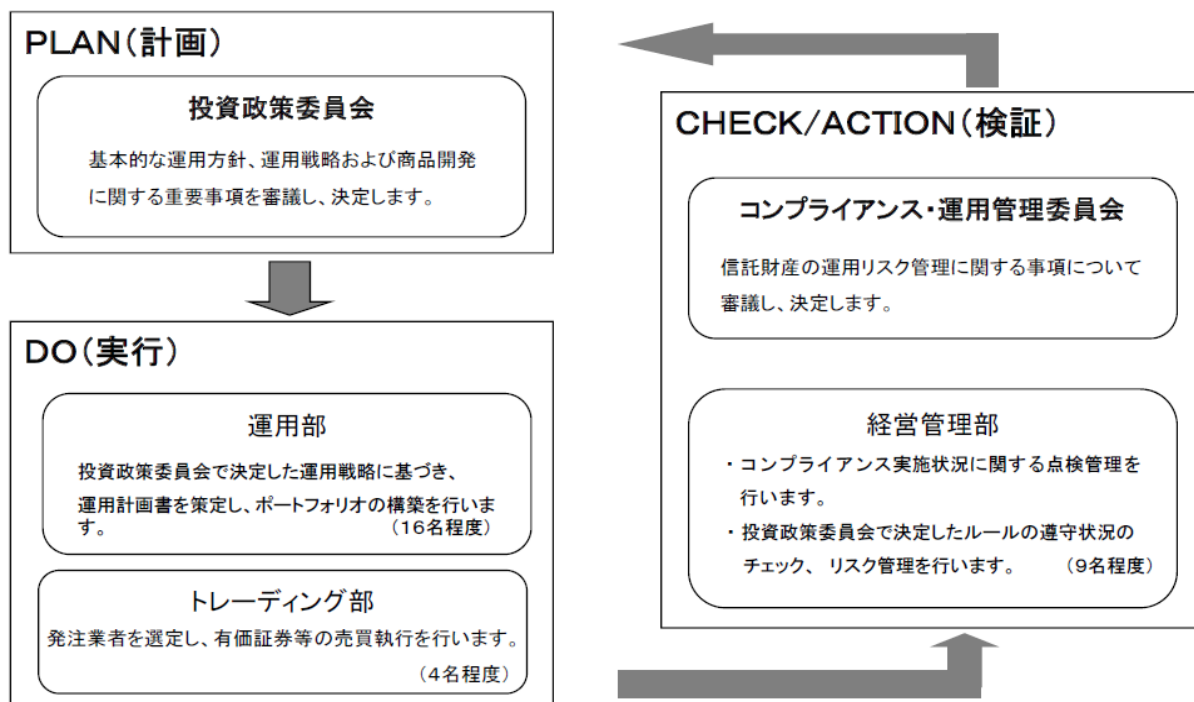 PLAN(計画)
投資政策委員会
基本的な運用方針、運用戦略および商品開発
に関する重要事項を審議し、決定します。
DO(実行)
運用部
投資政策委員会で決定した運用戦略に基づき、
運用計画書を策定し、ポートフォリオの構築を行いま
す。 (16名程度)
トレーディング部
発注業者を選定し、有価証券等の売買執行を行います。
(4名程度)
CHECK/ACTION(検証)
コンプライアンス・運用管理委員会
信託財産の運用リスク管理に関する事項について
審議し、決定します。
経営管理部
・コンプライアンス実施状況に関する点検管理を
行います。
・投資政策委員会で決定したルールの遵守状況の
チェック、 リスク管理を行います。 (9名程度)